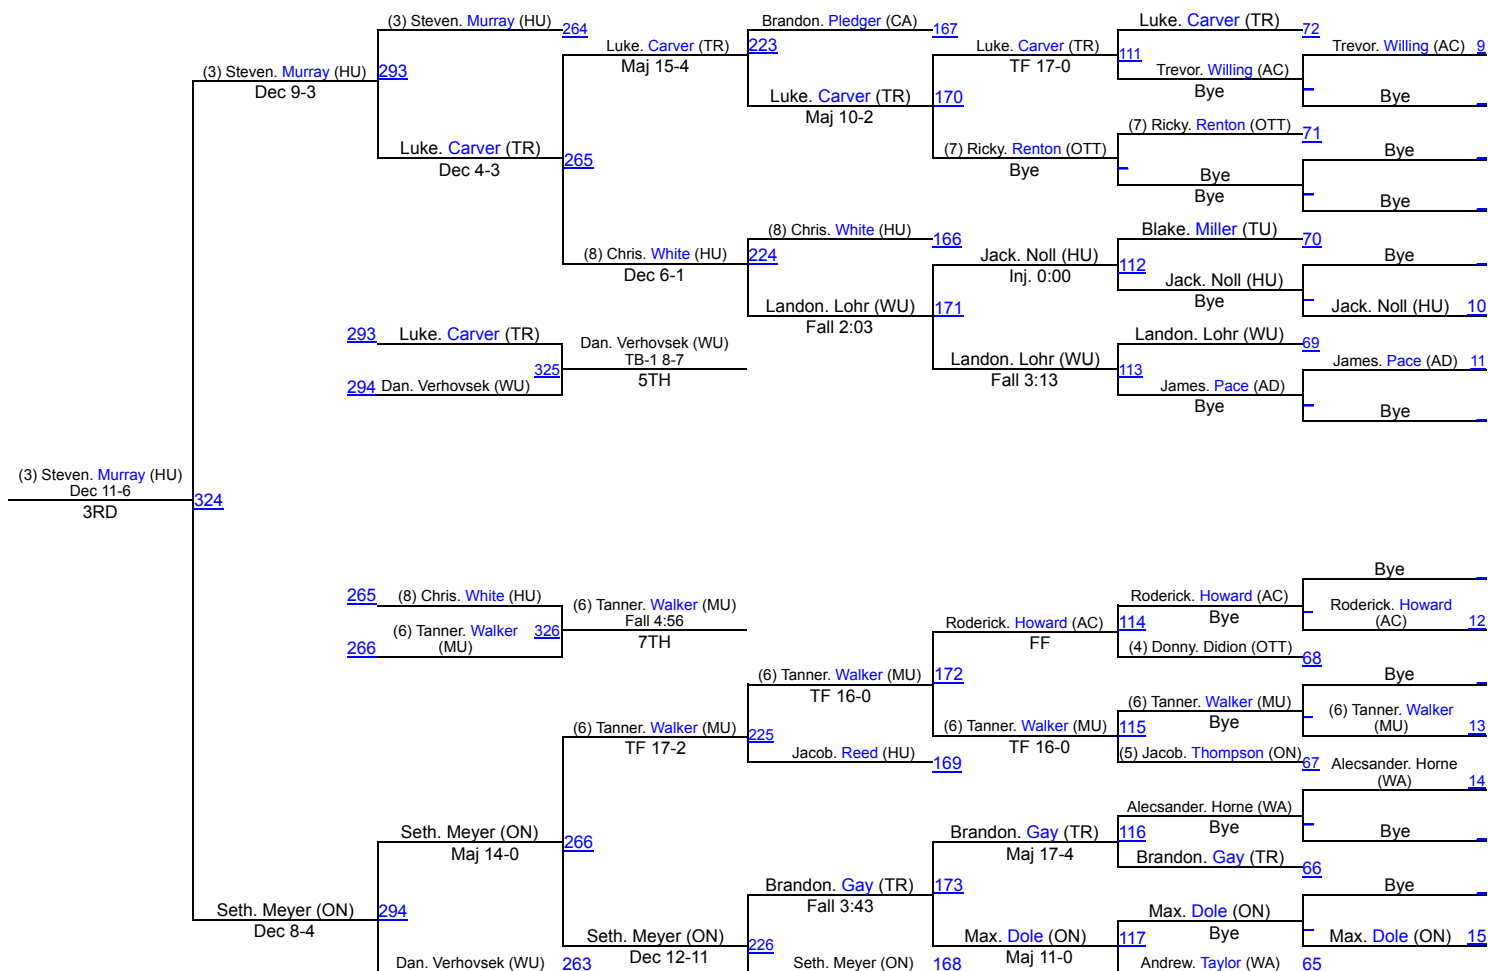 (3) Steven. Murray (HU) 264
Brandon. Pledger (CA) 167
Luke. Carver (TR) 72
Luke. Carver (TR) 223
Maj 15-4
Luke. Carver (TR) 111
TF 17-0
Trevor. Willing (AC) 9
(3) Steven. Murray (HU) 293
Dec 9-3
Trevor. Willing (AC)
Bye
Bye
Luke. Carver (TR) 170
Maj 10-2
(7) Ricky. Renton (OTT) 71
Luke. Carver (TR) 265
Dec 4-3
(7) Ricky. Renton (OTT)
Bye
Bye
Bye
Bye
Bye
(8) Chris. White (HU) 166
Blake. Miller (TU) 70
(8) Chris. White (HU) 224
Dec 6-1
Jack. Noll (HU) 112
Inj. 0:00
Bye
Jack. Noll (HU)
Bye
Landon. Lohr (WU) 171
Fall 2:03
Jack. Noll (HU) 10
293 Luke. Carver (TR)
Dan. Verhovsek (WU)
TB-1 8-7
5TH
325
294 Dan. Verhovsek (WU)
Landon. Lohr (WU) 69
Landon. Lohr (WU) 113
Fall 3:13
James. Pace (AD) 11
James. Pace (AD)
Bye
Bye
(3) Steven. Murray (HU)
Dec 11-6
3RD
324
Bye
265 (8) Chris. White (HU)
(6) Tanner. Walker (MU)
Fall 4:56
7TH
Roderick. Howard (AC)
Bye
Roderick. Howard
(AC) 12
266 (6) Tanner. Walker
(MU)
326
Roderick. Howard (AC) 114
FF
(4) Donny. Didion (OTT) 68
(6) Tanner. Walker (MU) 172
TF 16-0
Bye
(6) Tanner. Walker (MU)
Bye
(6) Tanner. Walker
(MU) 13
(6) Tanner. Walker (MU) 225
TF 17-2
(6) Tanner. Walker (MU) 115
TF 16-0
Jacob. Reed (HU) 169
(5) Jacob. Thompson (ON) 67
Alecsander. Horne
(WA) 14
Alecsander. Horne (WA)
Bye
Bye
Seth. Meyer (ON) 266
Maj 14-0
Brandon. Gay (TR) 116
Maj 17-4
Brandon. Gay (TR) 66
Brandon. Gay (TR) 173
Fall 3:43
Bye
Seth. Meyer (ON) 294
Dec 8-4
Max. Dole (ON)
Bye
Seth. Meyer (ON) 226
Dec 12-11
Max. Dole (ON) 117
Maj 11-0
Max. Dole (ON) 15
Dan. Verhovsek (WU) 263
Seth. Meyer (ON) 168
Andrew. Taylor (WA) 65